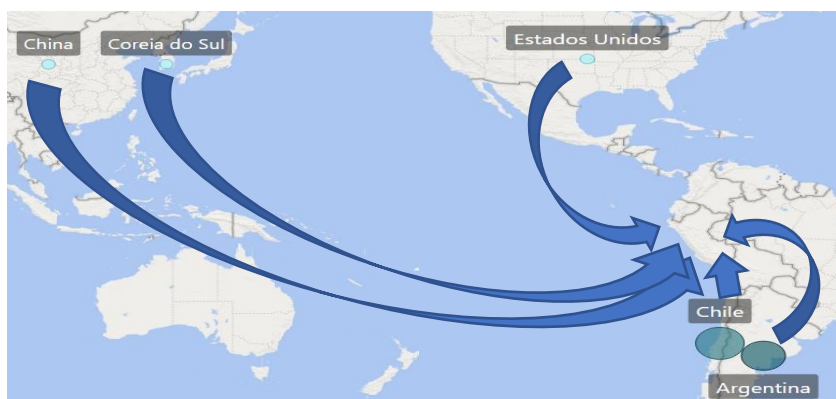 China
Coreia do Sul
Estados Unidos
Chile
Argentina